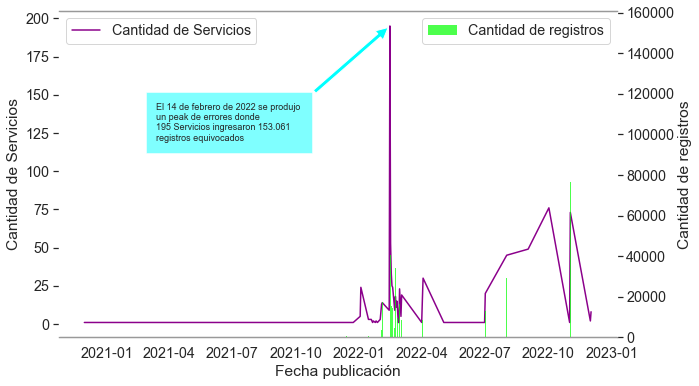 Cantidad de Servicios
Cantidad de registros
El 14 de febrero de 2022 se produjo
un peak de errores donde
195 Servicios ingresaron 153.061
registros equivocados
Cantidad de Servicios
200
175
150
125
100
75
50
25
0
160000
140000
120000
100000
80000
60000
40000
20000
0
Cantidad de registros
2021-01 2021-04 2021-07 2021-10 2022-01 2022-04 2022-07 2022-10 2023-01
Fecha publicación